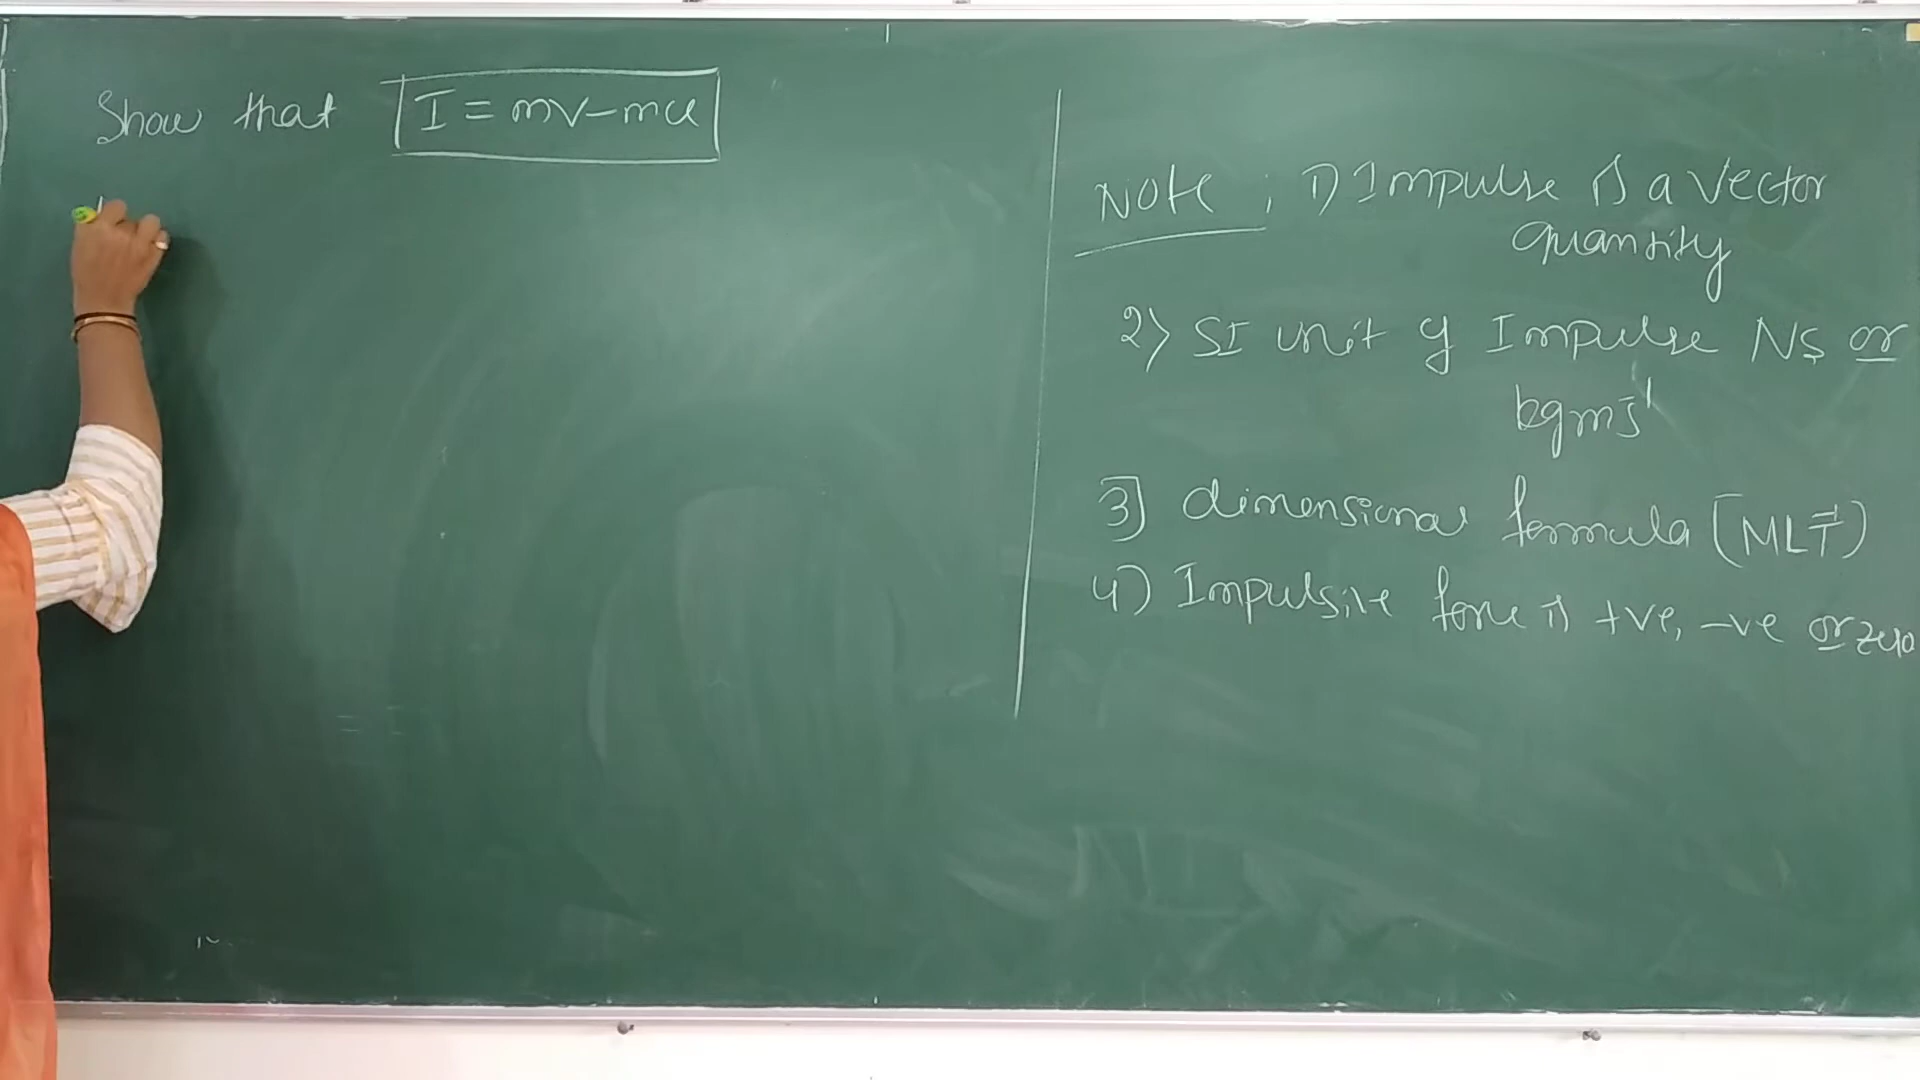 Show that I = mv - mu
Note ; 1) Impulse is a vector
quantity
2) SI unit of Impulse NS or
kgms⁻¹
3] dimensional formula [MLT⁻¹)
4) Impulsive force is +ve, -ve or zero